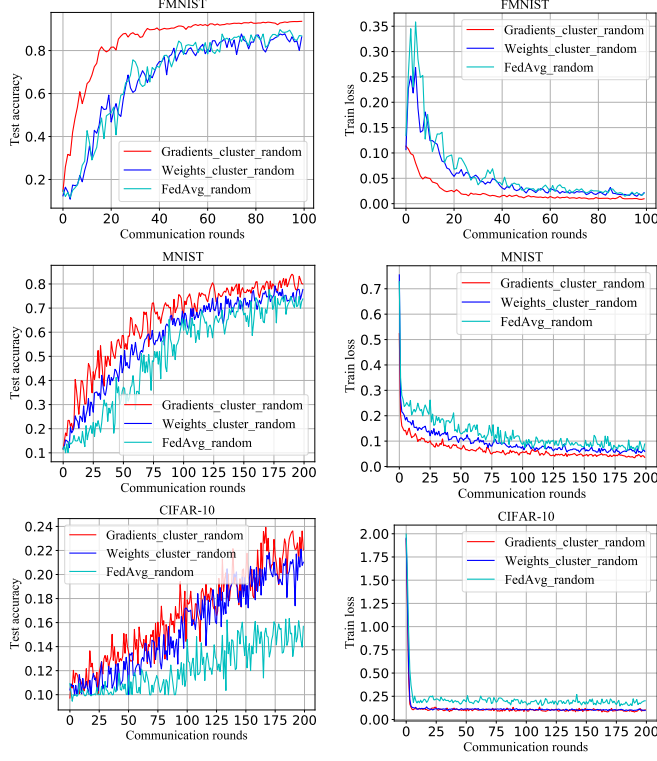 FMNIST
Test accuracy
0.8
0.6
0.4
0.2
Gradients_cluster_random
Weights_cluster_random
FedAvg_random
0 20 40 60 80 100
Communication rounds
FMNIST
Train loss
0.35
0.30
0.25
0.20
0.15
0.10
0.05
0.00
Gradients_cluster_random
Weights_cluster_random
FedAvg_random
0 20 40 60 80 100
Communication rounds
MNIST
Test accuracy
0.8
0.7
0.6
0.5
0.4
0.3
0.2
0.1
Gradients_cluster_random
Weights_cluster_random
FedAvg_random
0 25 50 75 100 125 150 175 200
Communication rounds
MNIST
Train loss
0.7
0.6
0.5
0.4
0.3
0.2
0.1
0.0
Gradients_cluster_random
Weights_cluster_random
FedAvg_random
0 25 50 75 100 125 150 175 200
Communication rounds
CIFAR-10
Test accuracy
0.24
0.22
0.20
0.18
0.16
0.14
0.12
0.10
Gradients_cluster_random
Weights_cluster_random
FedAvg_random
0 25 50 75 100 125 150 175 200
Communication rounds
CIFAR-10
Train loss
2.00
1.75
1.50
1.25
1.00
0.75
0.50
0.25
0.00
Gradients_cluster_random
Weights_cluster_random
FedAvg_random
0 25 50 75 100 125 150 175 200
Communication rounds